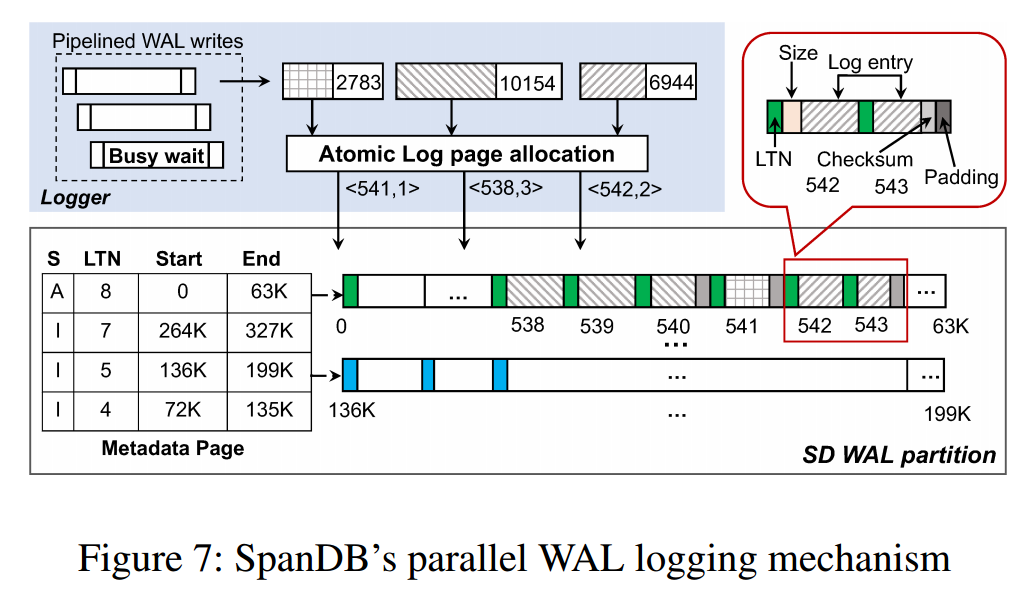 Pipelined WAL writes
Busy wait
Logger
2783
10154
6944
Atomic Log page allocation
<541,1>
<538,3>
<542,2>
Size
Log entry
LTN
Checksum
542
543
Padding
S LTN Start End
A 8 0 63K
I 7 264K 327K
I 5 136K 199K
I 4 72K 135K
Metadata Page
...
...
0
538
539
540
541
542
543
63K
...
...
...
136K
...
199K
SD WAL partition
Figure 7: SpanDB's parallel WAL logging mechanism